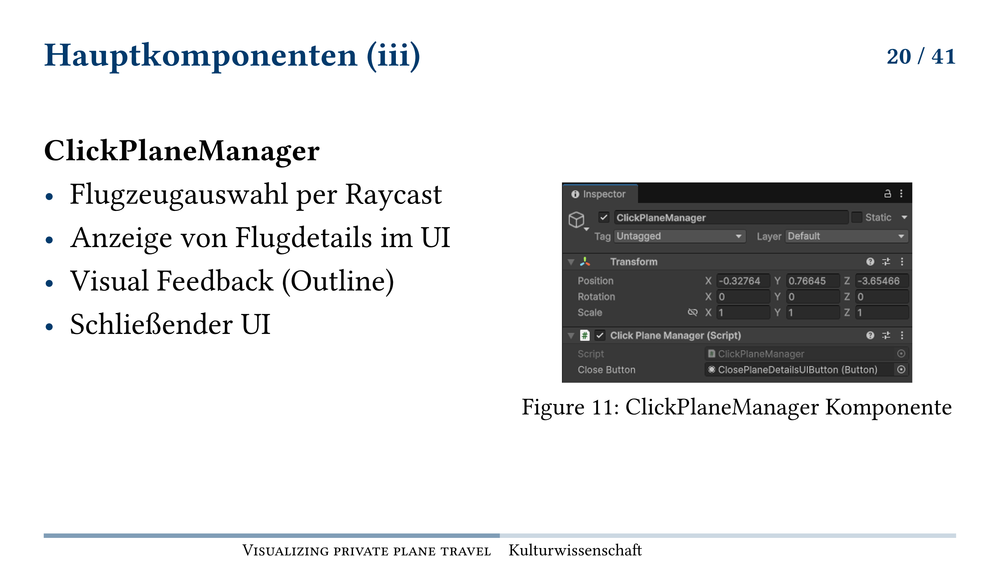 Hauptkomponenten (iii)
20 / 41
ClickPlaneManager
• Flugzeugauswahl per Raycast
• Anzeige von Flugdetails im UI
• Visual Feedback (Outline)
• Schließender UI
Inspector
ClickPlaneManager Static
Tag Untagged Layer Default
Transform
Position X -0.32764 Y 0.76645 Z -3.65466
Rotation X 0 Y 0 Z 0
Scale X 1 Y 1 Z 1
# Click Plane Manager (Script)
Script ClickPlaneManager
Close Button ClosePlaneDetailsUIButton (Button)
Figure 11: ClickPlaneManager Komponente
Visualizing private plane travel Kulturwissenschaft